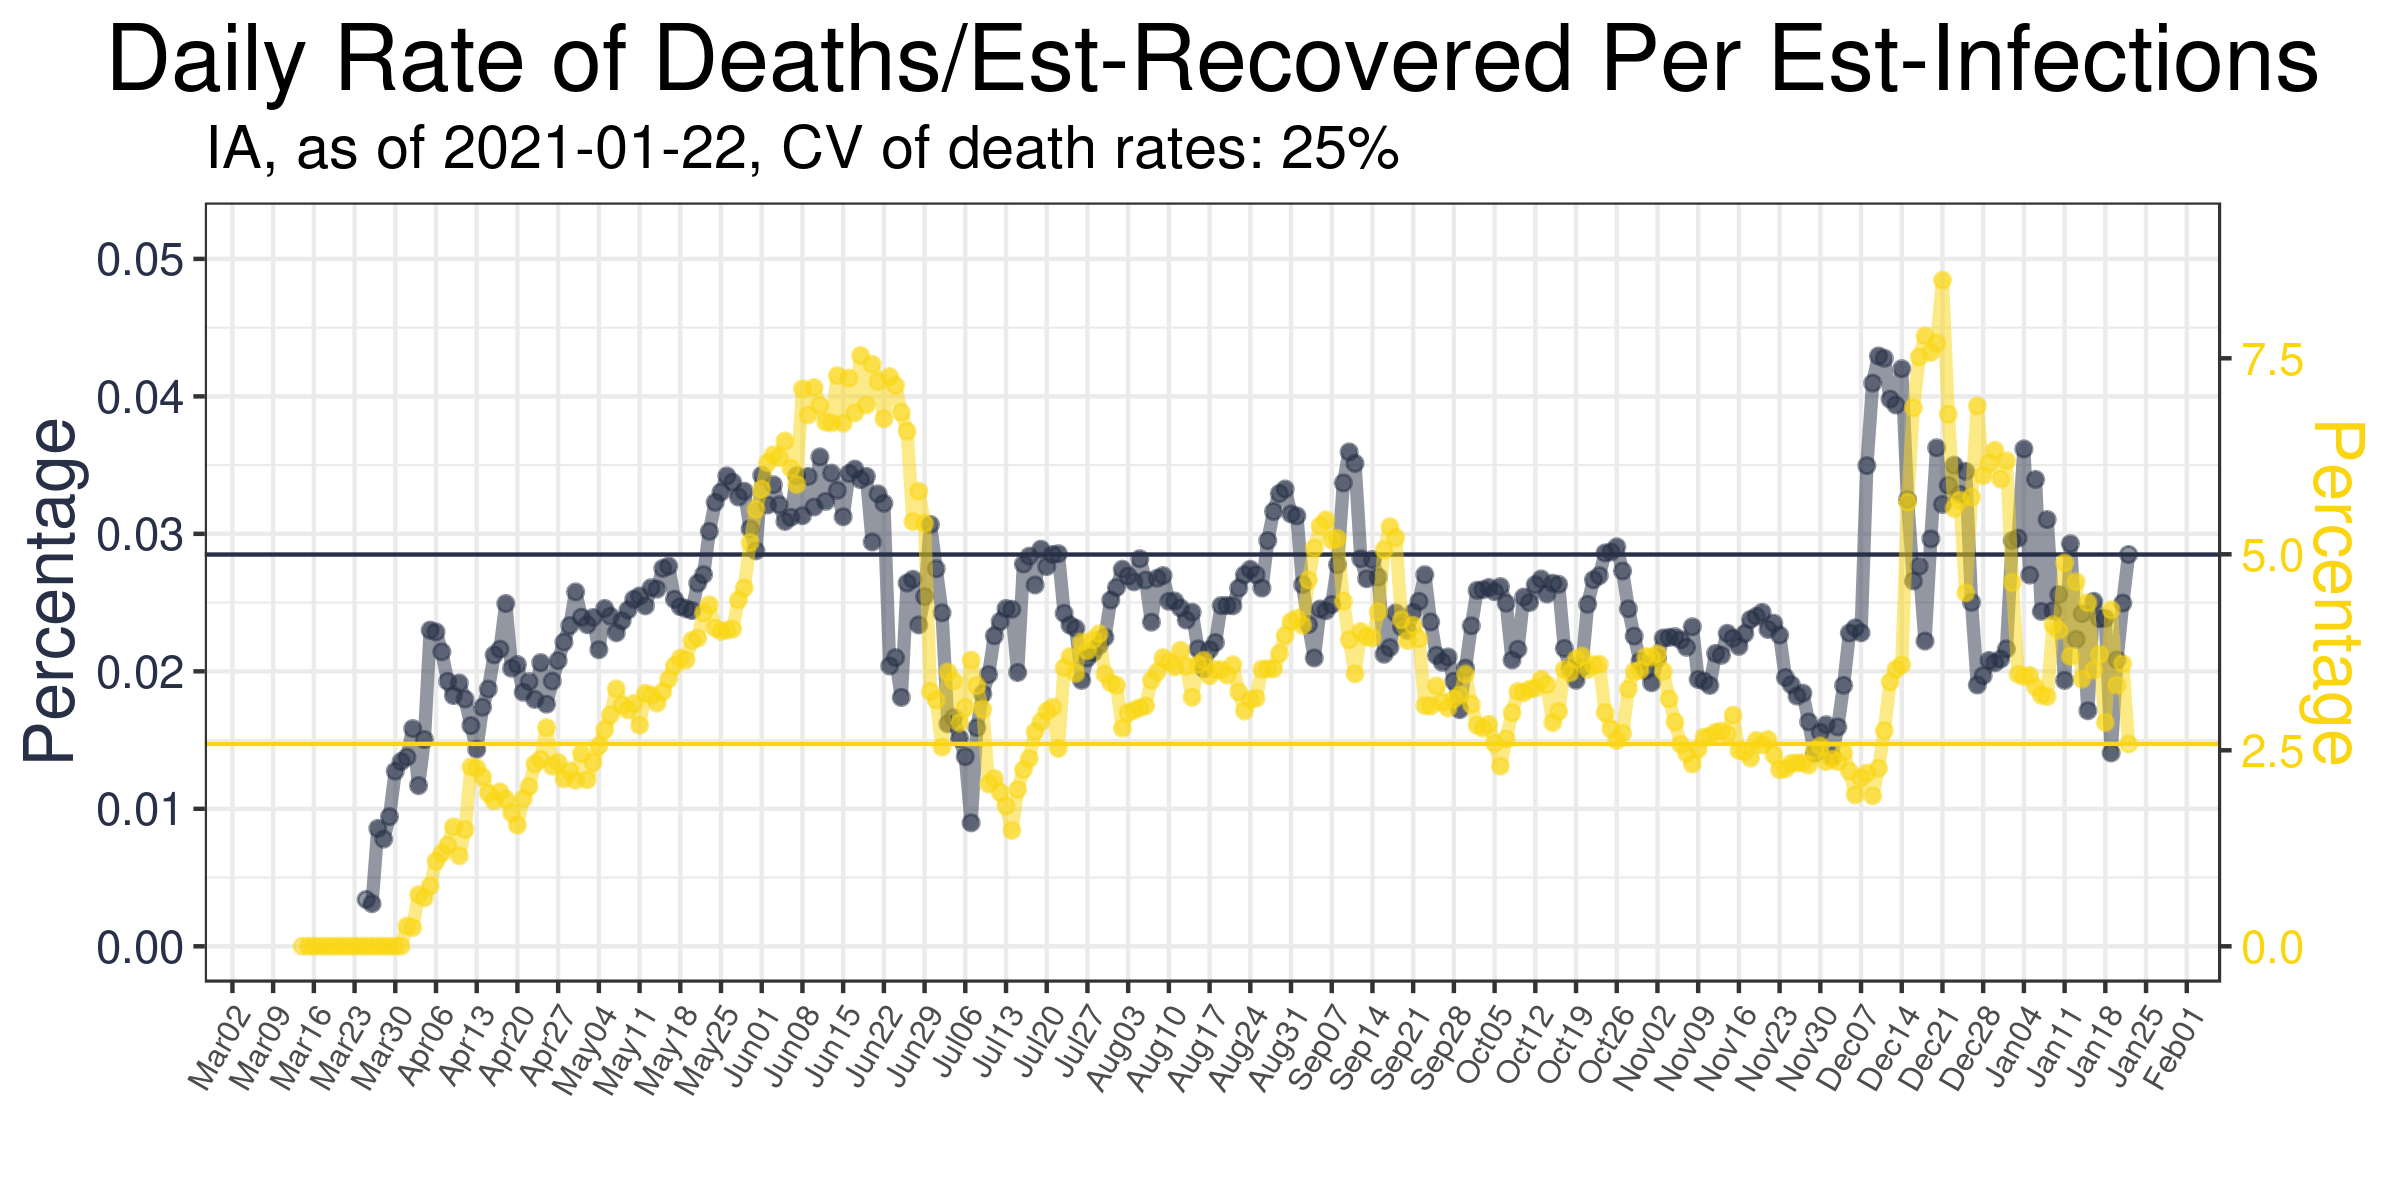 Daily Rate of Deaths/Est-Recovered Per Est-Infections
IA, as of 2021-01-22, CV of death rates: 25%
Percentage
0.05
0.04
0.03
0.02
0.01
0.00
7.5
5.0
2.5
0.0
Percentage
Mar02
Mar09
Mar16
Mar23
Mar30
Apr06
Apr13
Apr20
Apr27
May04
May11
May18
May25
Jun01
Jun08
Jun15
Jun22
Jun29
Jul06
Jul13
Jul20
Jul27
Aug03
Aug10
Aug17
Aug24
Aug31
Sep07
Sep14
Sep21
Sep28
Oct05
Oct12
Oct19
Oct26
Nov02
Nov09
Nov16
Nov23
Nov30
Dec07
Dec14
Dec21
Dec28
Jan04
Jan11
Jan18
Jan25
Feb01